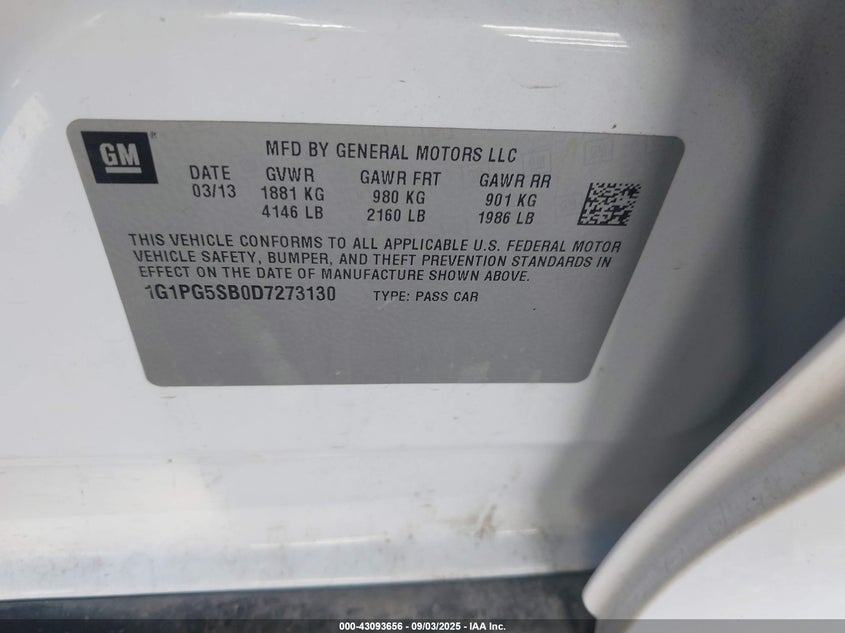 GM
MFD BY GENERAL MOTORS LLC
DATE GVWR GAWR FRT GAWR RR
03/13 1881 KG 980 KG 901 KG
4146 LB 2160 LB 1986 LB
THIS VEHICLE CONFORMS TO ALL APPLICABLE U.S. FEDERAL MOTOR
VEHICLE SAFETY, BUMPER, AND THEFT PREVENTION STANDARDS IN
EFFECT ON THE DATE OF MANUFACTURE SHOWN ABOVE.
1G1PG5SB0D7273130 TYPE: PASS CAR
000-43093656 - 09/03/2025 - IAA Inc.